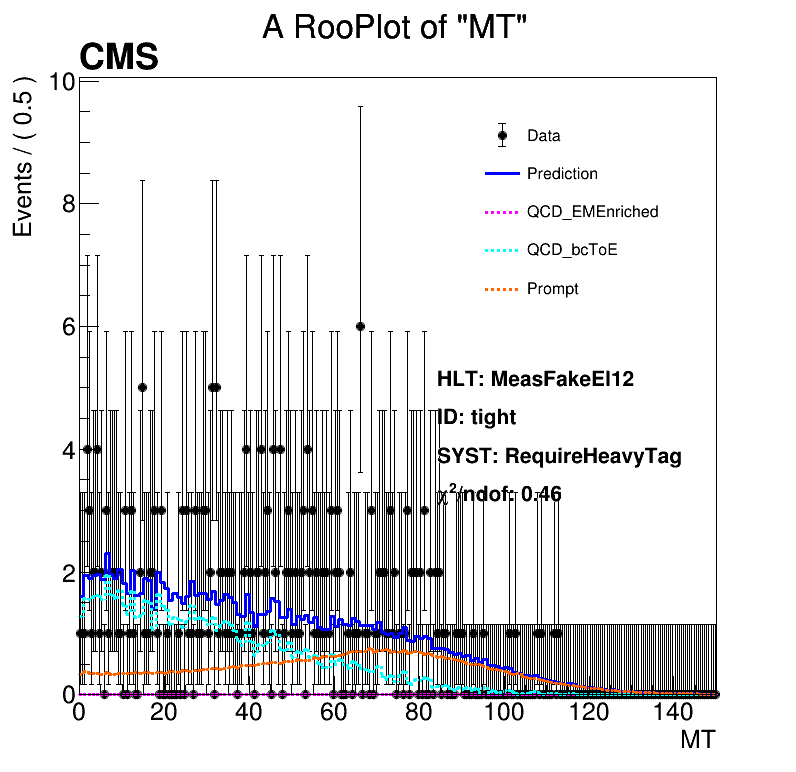 A RooPlot of "MT"
CMS
Events / ( 0.5 )
10
8
6
4
2
0
Data
Prediction
QCD_EMEnriched
QCD_bcToE
Prompt
HLT: MeasFakeEl12
ID: tight
SYST: RequireHeavyTag
χ²/ndof: 0.46
0 20 40 60 80 100 120 140
MT